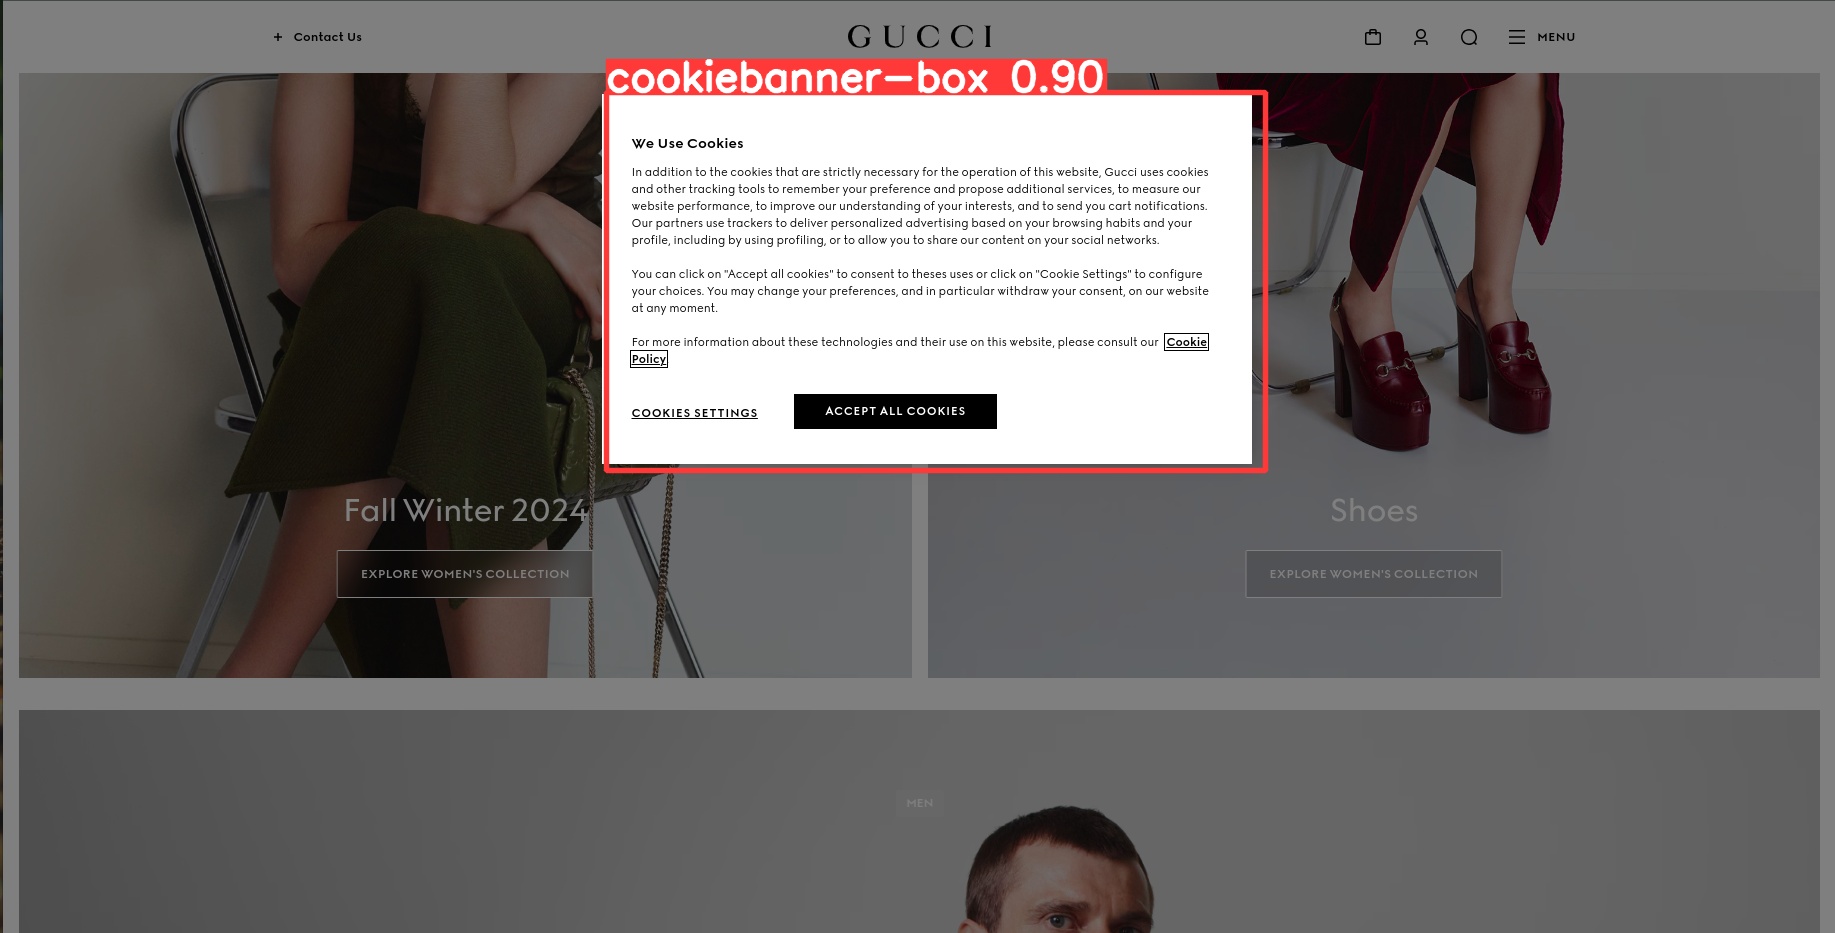 + Contact Us
GUCCI
MENU
cookiebanner-box 0.90
We Use Cookies
In addition to the cookies that are strictly necessary for the operation of this website, Gucci uses cookies
and other tracking tools to remember your preference and propose additional services, to measure our
website performance, to improve our understanding of your interests, and to send you cart notifications.
Our partners use trackers to deliver personalized advertising based on your browsing habits and your
profile, including by using profiling, or to allow you to share our content on your social networks.
You can click on "Accept all cookies" to consent to theses uses or click on "Cookie Settings" to configure
your choices. You may change your preferences, and in particular withdraw your consent, on our website
at any moment.
For more information about these technologies and their use on this website, please consult our Cookie
Policy
COOKIES SETTINGS
ACCEPT ALL COOKIES
Fall Winter 2024
EXPLORE WOMEN'S COLLECTION
Shoes
EXPLORE WOMEN'S COLLECTION
MEN